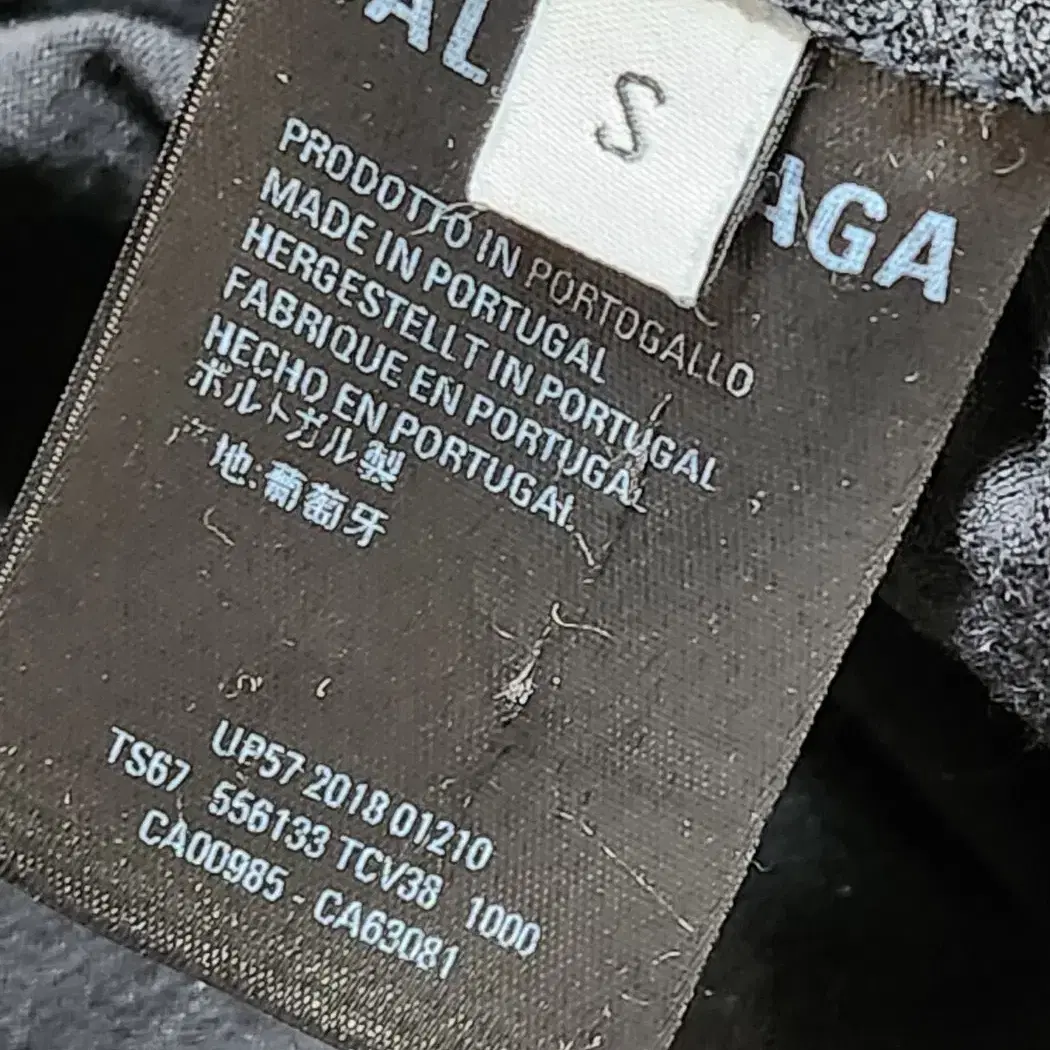 AL AGA
S
PRODOTTO IN PORTOGALLO
MADE IN PORTUGAL
HERGESTELLT IN PORTUGAL
FABRIQUE EN PORTUGAL
HECHO EN PORTUGAL
ポルトガル製
产地:葡萄牙
UP57 2018 01210
TS67 556133 TCV38 1000
CA00985 - CA63081